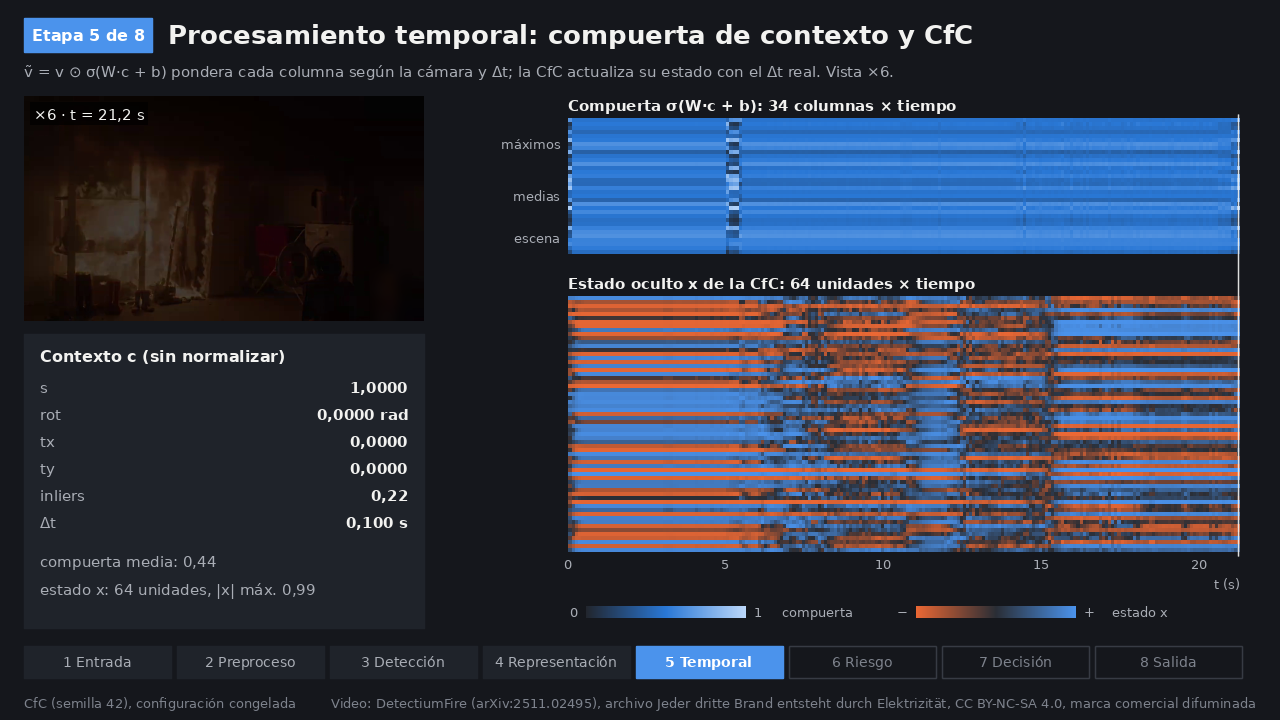 Etapa 5 de 8
Procesamiento temporal: compuerta de contexto y CfC
ṽ = v ⊙ σ(W·c + b) pondera cada columna según la cámara y Δt; la CfC actualiza su estado con el Δt real. Vista ×6.
×6 · t = 21,2 s
Contexto c (sin normalizar)
s 1,0000
rot 0,0000 rad
tx 0,0000
ty 0,0000
inliers 0,22
Δt 0,100 s
compuerta media: 0,44
estado x: 64 unidades, |x| máx. 0,99
Compuerta σ(W·c + b): 34 columnas × tiempo
máximos
medias
escena
Estado oculto x de la CfC: 64 unidades × tiempo
0 5 10 15 20
t (s)
0 1 compuerta − + estado x
1 Entrada 2 Preproceso 3 Detección 4 Representación 5 Temporal 6 Riesgo 7 Decisión 8 Salida
CfC (semilla 42), configuración congelada Video: DetectiumFire (arXiv:2511.02495), archivo Jeder dritte Brand entsteht durch Elektrizität, CC BY-NC-SA 4.0, marca comercial difuminada